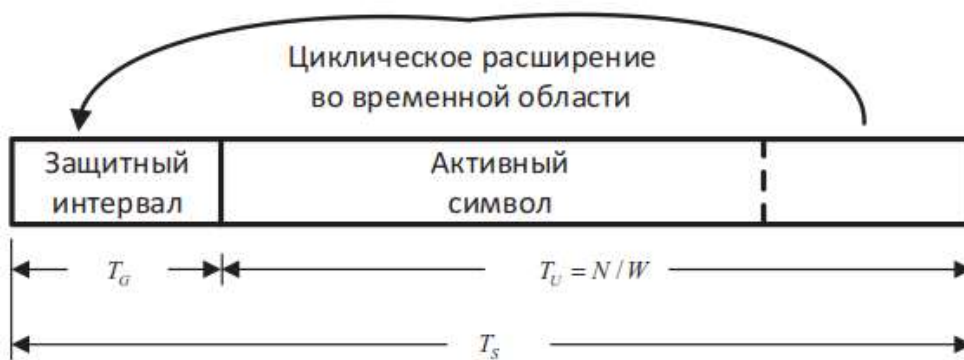 Циклическое расширение
во временной области
Защитный
интервал
Активный
символ
T_G
T_U = N / W
T_S